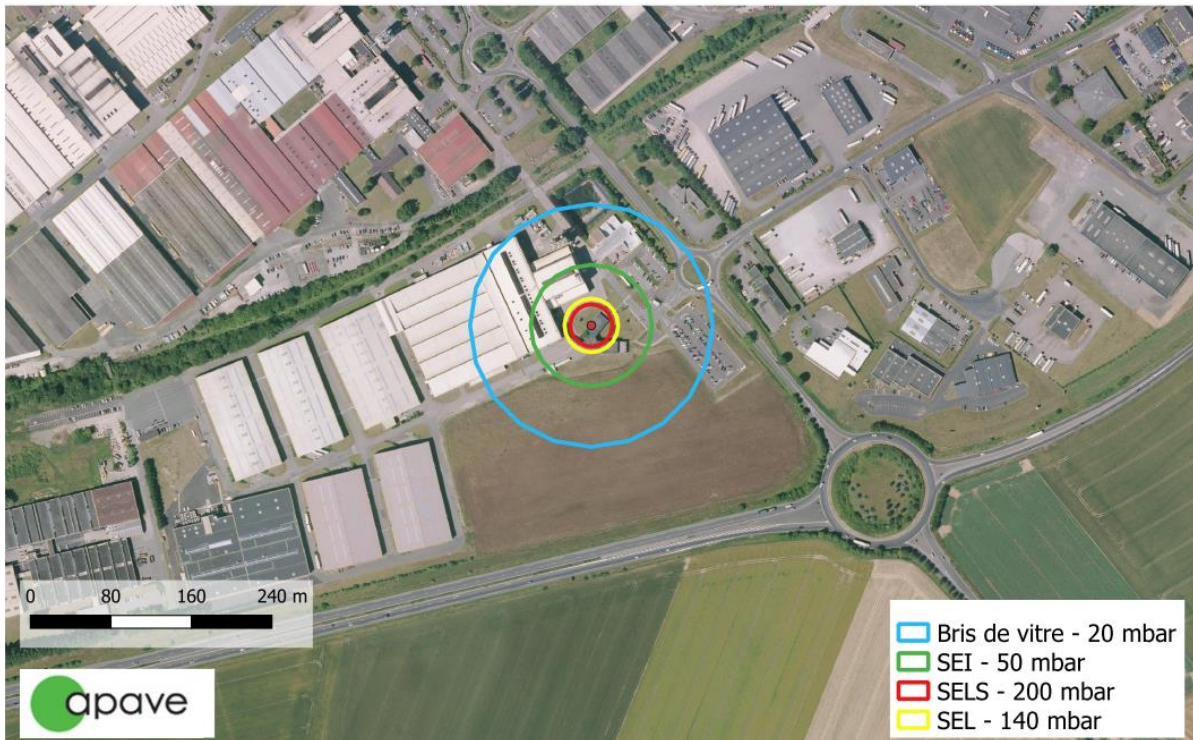 0 80 160 240 m
apave
Bris de vitre - 20 mbar
SEI - 50 mbar
SELS - 200 mbar
SEL - 140 mbar